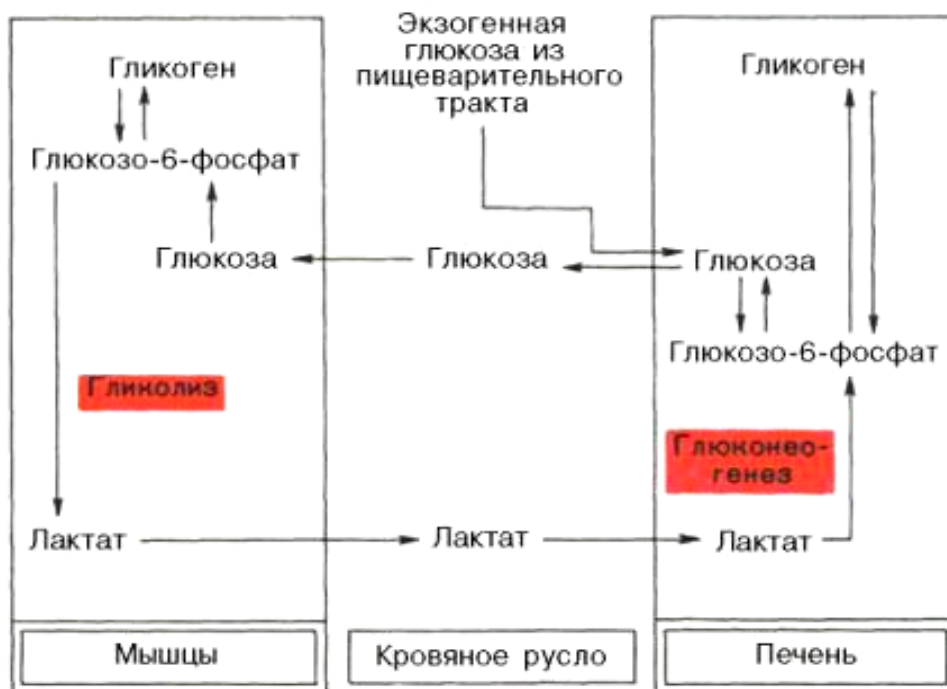 Экзогенная
глюкоза из
пищеварительного
тракта
Гликоген
Гликоген
Глюкозо-6-фосфат
Глюкоза
Глюкоза
Глюкоза
Глюкозо-6-фосфат
Гликолиз
Глюконео-
генез
Лактат
Лактат
Лактат
Мышцы
Кровяное русло
Печень